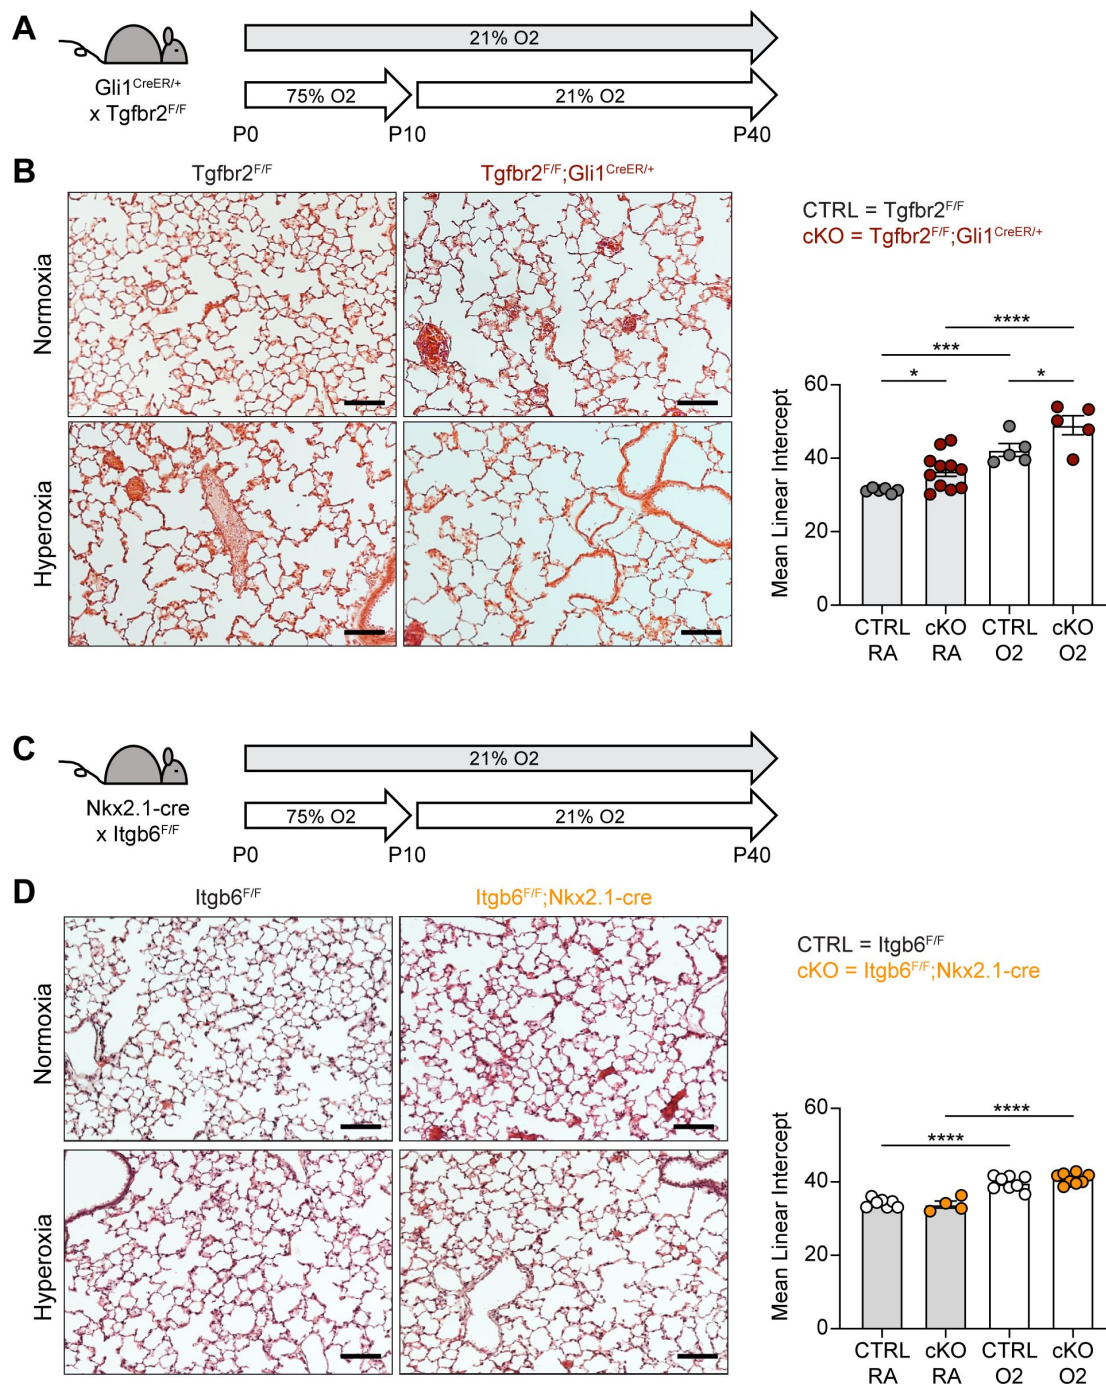 A
21% O2
Gli1CreER/+
x Tgfbr2F/F
75% O2
21% O2
P0
P10
P40
B
Tgfbr2F/F
Tgfbr2F/F;Gli1CreER/+
Normoxia
Hyperoxia
CTRL = Tgfbr2F/F
cKO = Tgfbr2F/F;Gli1CreER/+
****
***
*
*
Mean Linear Intercept
60
40
20
0
CTRL RA
cKO RA
CTRL O2
cKO O2
C
21% O2
Nkx2.1-cre
x Itgb6F/F
75% O2
21% O2
P0
P10
P40
D
Itgb6F/F
Itgb6F/F;Nkx2.1-cre
Normoxia
Hyperoxia
CTRL = Itgb6F/F
cKO = Itgb6F/F;Nkx2.1-cre
****
****
Mean Linear Intercept
60
40
20
0
CTRL RA
cKO RA
CTRL O2
cKO O2